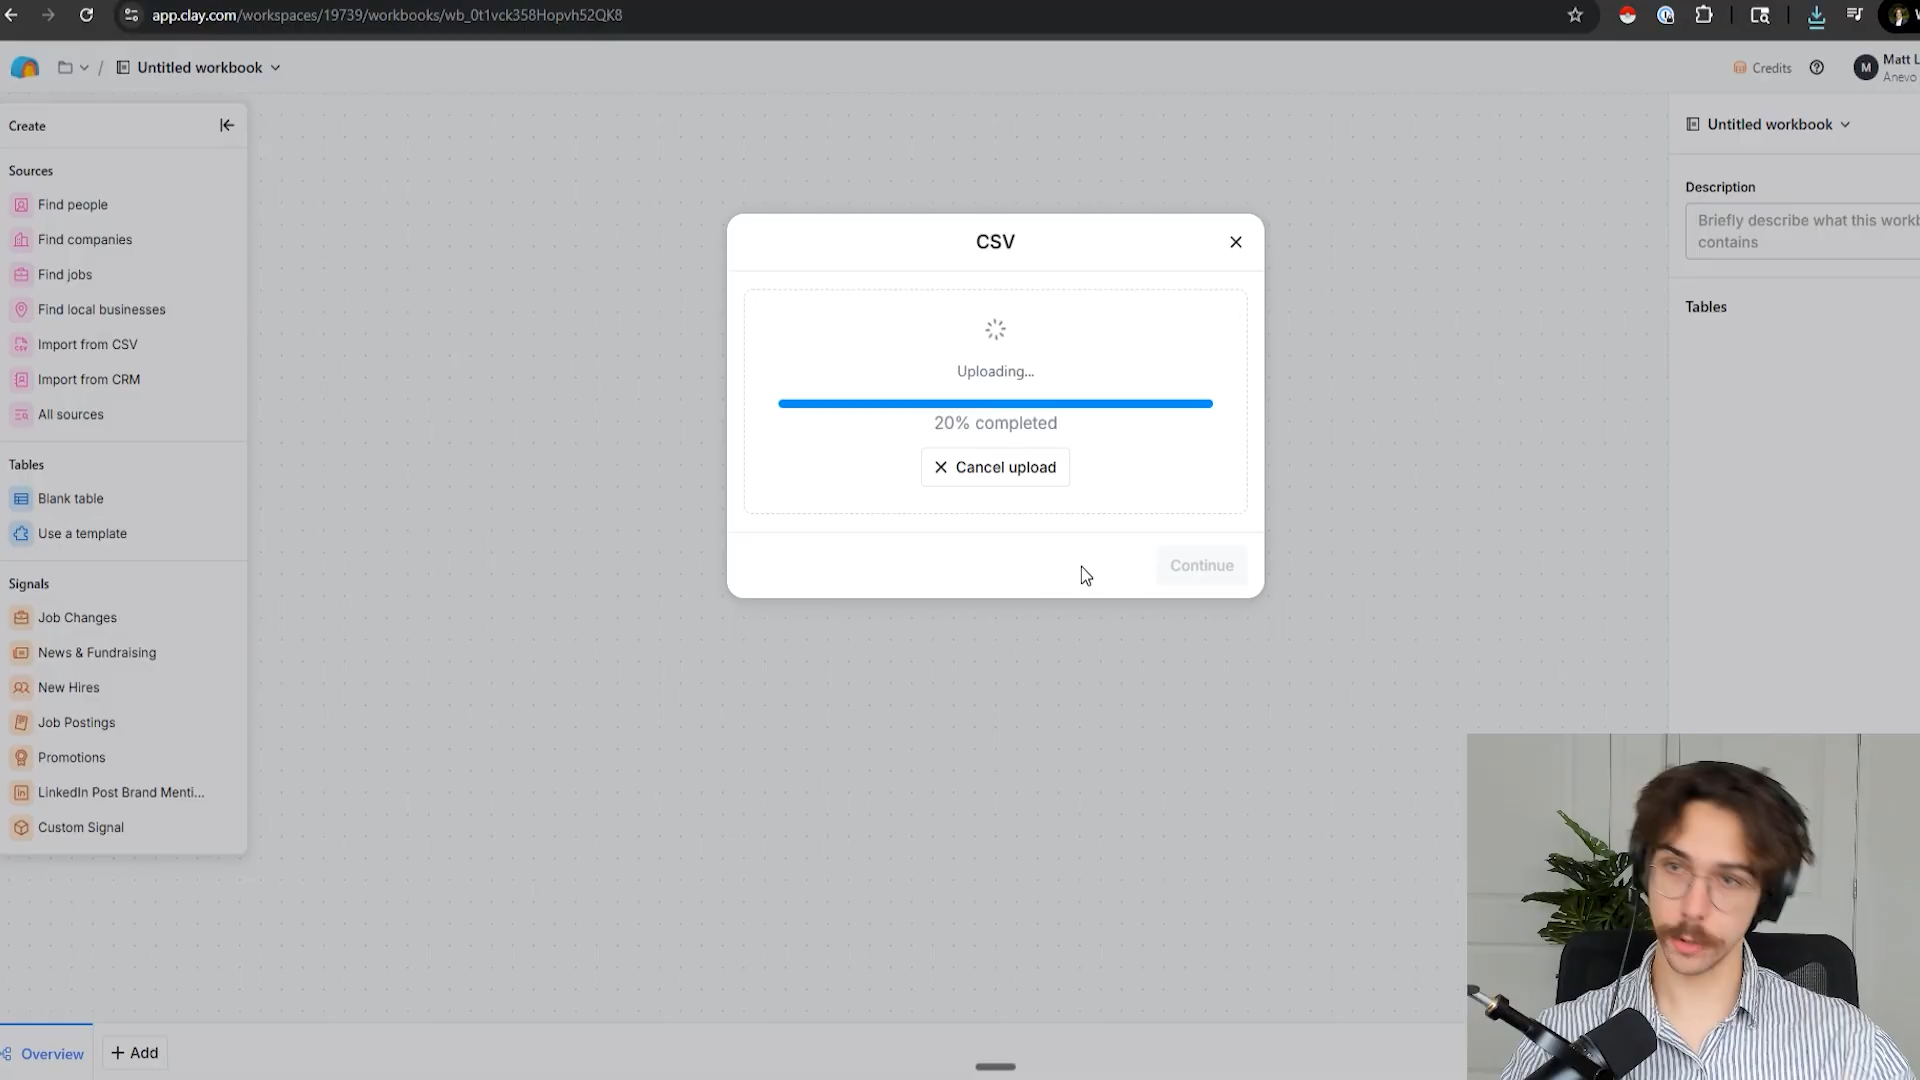 app.clay.com/workspaces/19739/workbooks/wb_0t1vck358Hopvh52QK8
/ Untitled workbook
Credits
M
Matt L
Anevo
Create
Sources
Find people
Find companies
Find jobs
Find local businesses
Import from CSV
Import from CRM
All sources
Tables
Blank table
Use a template
Signals
Job Changes
News & Fundraising
New Hires
Job Postings
Promotions
LinkedIn Post Brand Menti...
Custom Signal
CSV
Uploading...
20% completed
Cancel upload
Continue
Untitled workbook
Description
Briefly describe what this workb
contains
Tables
Overview
+ Add